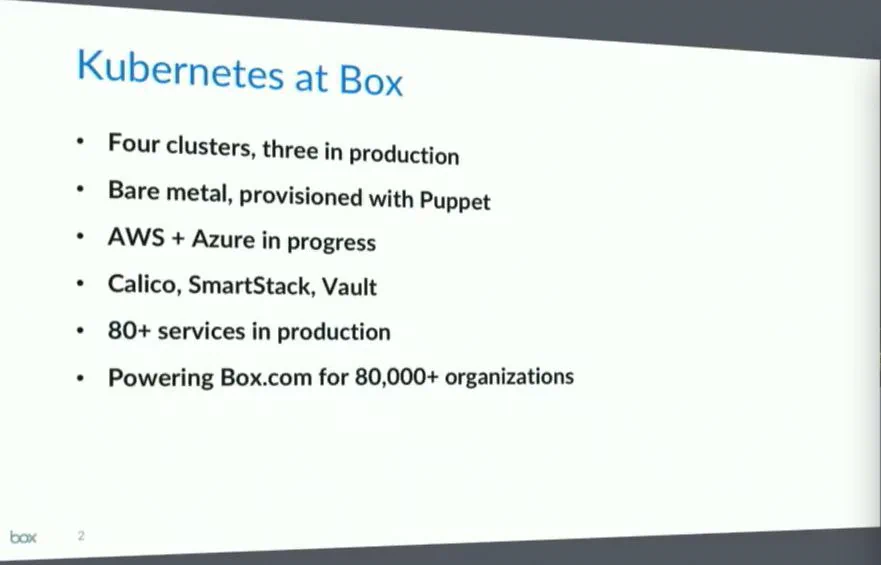 Kubernetes at Box
• Four clusters, three in production
• Bare metal, provisioned with Puppet
• AWS + Azure in progress
• Calico, SmartStack, Vault
• 80+ services in production
• Powering Box.com for 80,000+ organizations
box 2